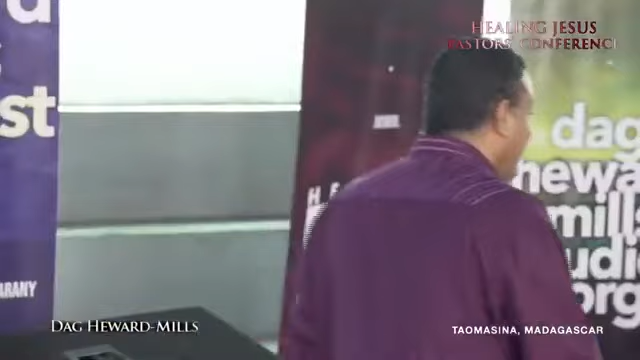 HEALING JESUS
PASTORS' CONFERENCE
st
dag
heward
mills
audio
org
ARANY
DAG HEWARD-MILLS
TAOMASINA, MADAGASCAR